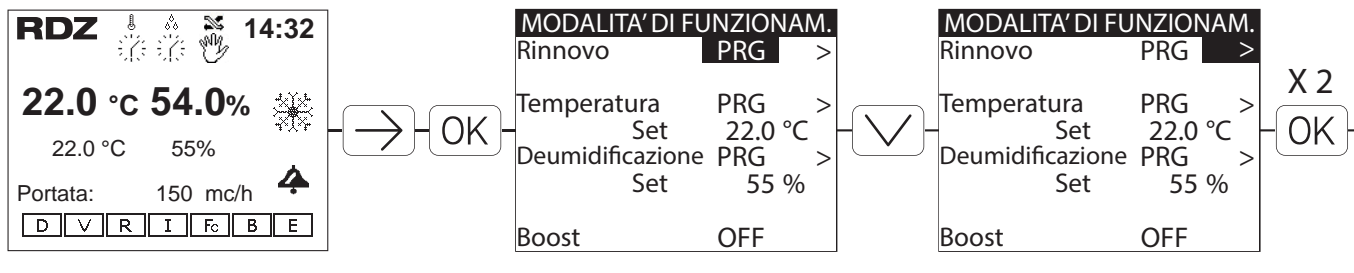 RDZ 14:32
22.0 °C 54.0%
22.0 °C 55%
Portata: 150 mc/h
D V R I Fc B E
OK
MODALITA' DI FUNZIONAM.
Rinnovo PRG >
Temperatura PRG >
Set 22.0 °C
Deumidificazione PRG >
Set 55 %
Boost OFF
MODALITA' DI FUNZIONAM.
Rinnovo PRG >
Temperatura PRG >
Set 22.0 °C
Deumidificazione PRG >
Set 55 %
Boost OFF
X 2
OK